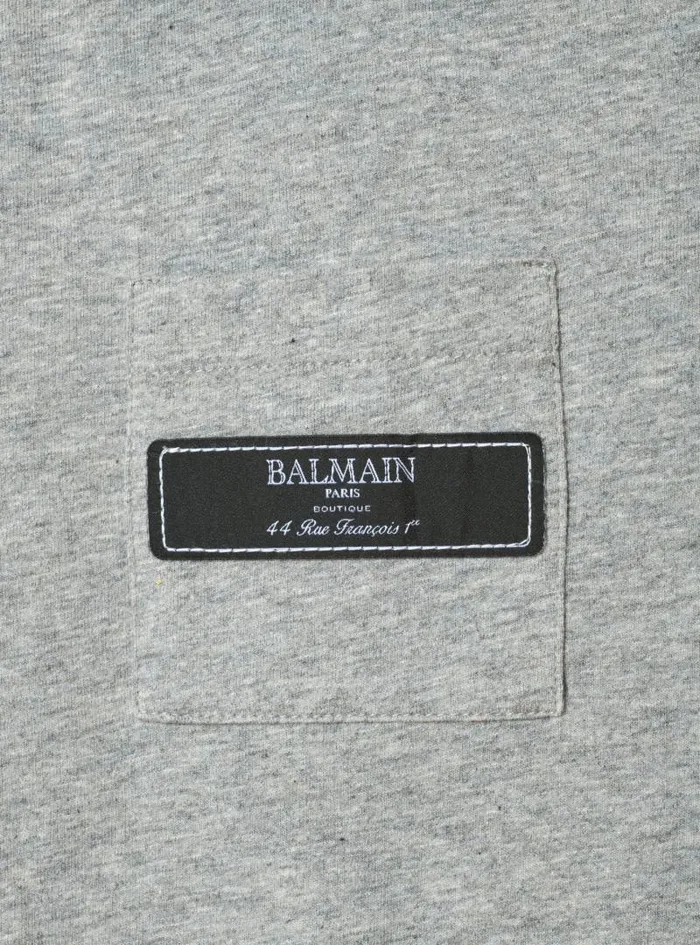 BALMAIN
PARIS
BOUTIQUE
44 Rue François 1er